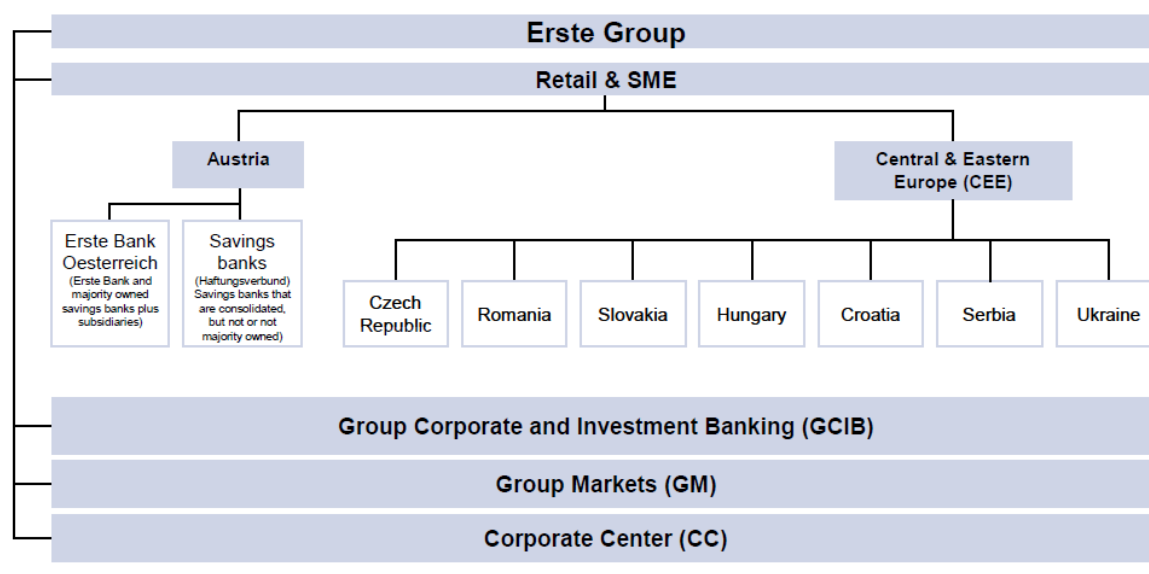 Erste Group
Retail & SME
Austria
Central & Eastern
Europe (CEE)
Erste Bank
Oesterreich
(Erste Bank and
majority owned
savings banks plus
subsidiaries)
Savings
banks
(Haftungsverbund)
Savings banks that
are consolidated,
but not or not
majority owned)
Czech
Republic
Romania
Slovakia
Hungary
Croatia
Serbia
Ukraine
Group Corporate and Investment Banking (GCIB)
Group Markets (GM)
Corporate Center (CC)